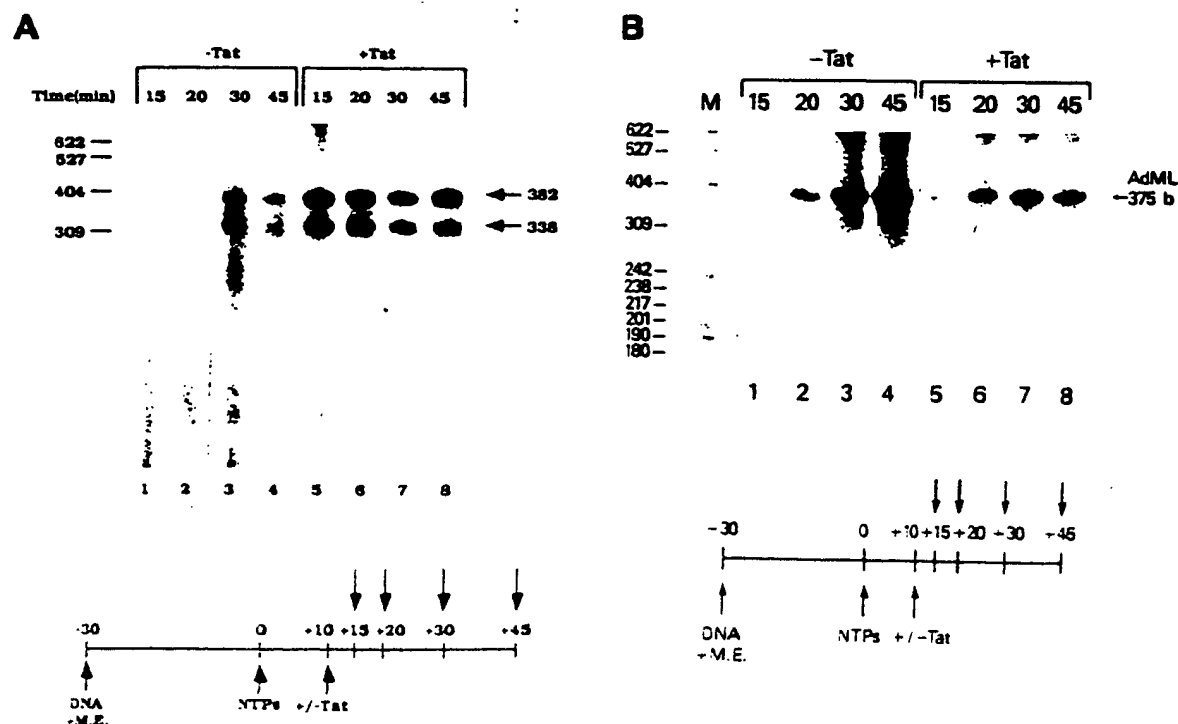 A
-Tat +Tat
Time(min) 15 20 30 45 15 20 30 45
622
527
404
309
382
338
1 2 3 4 5 6 7 8
-30 0 +10 +15 +20 +30 +45
DNA NTPs +/-Tat
+M.E.
B
-Tat +Tat
M 15 20 30 45 15 20 30 45
622
527
404
309
242
238
217
201
190
180
AdML
375 b
1 2 3 4 5 6 7 8
-30 0 +10 +15 +20 +30 +45
DNA NTPs +/-Tat
+M.E.